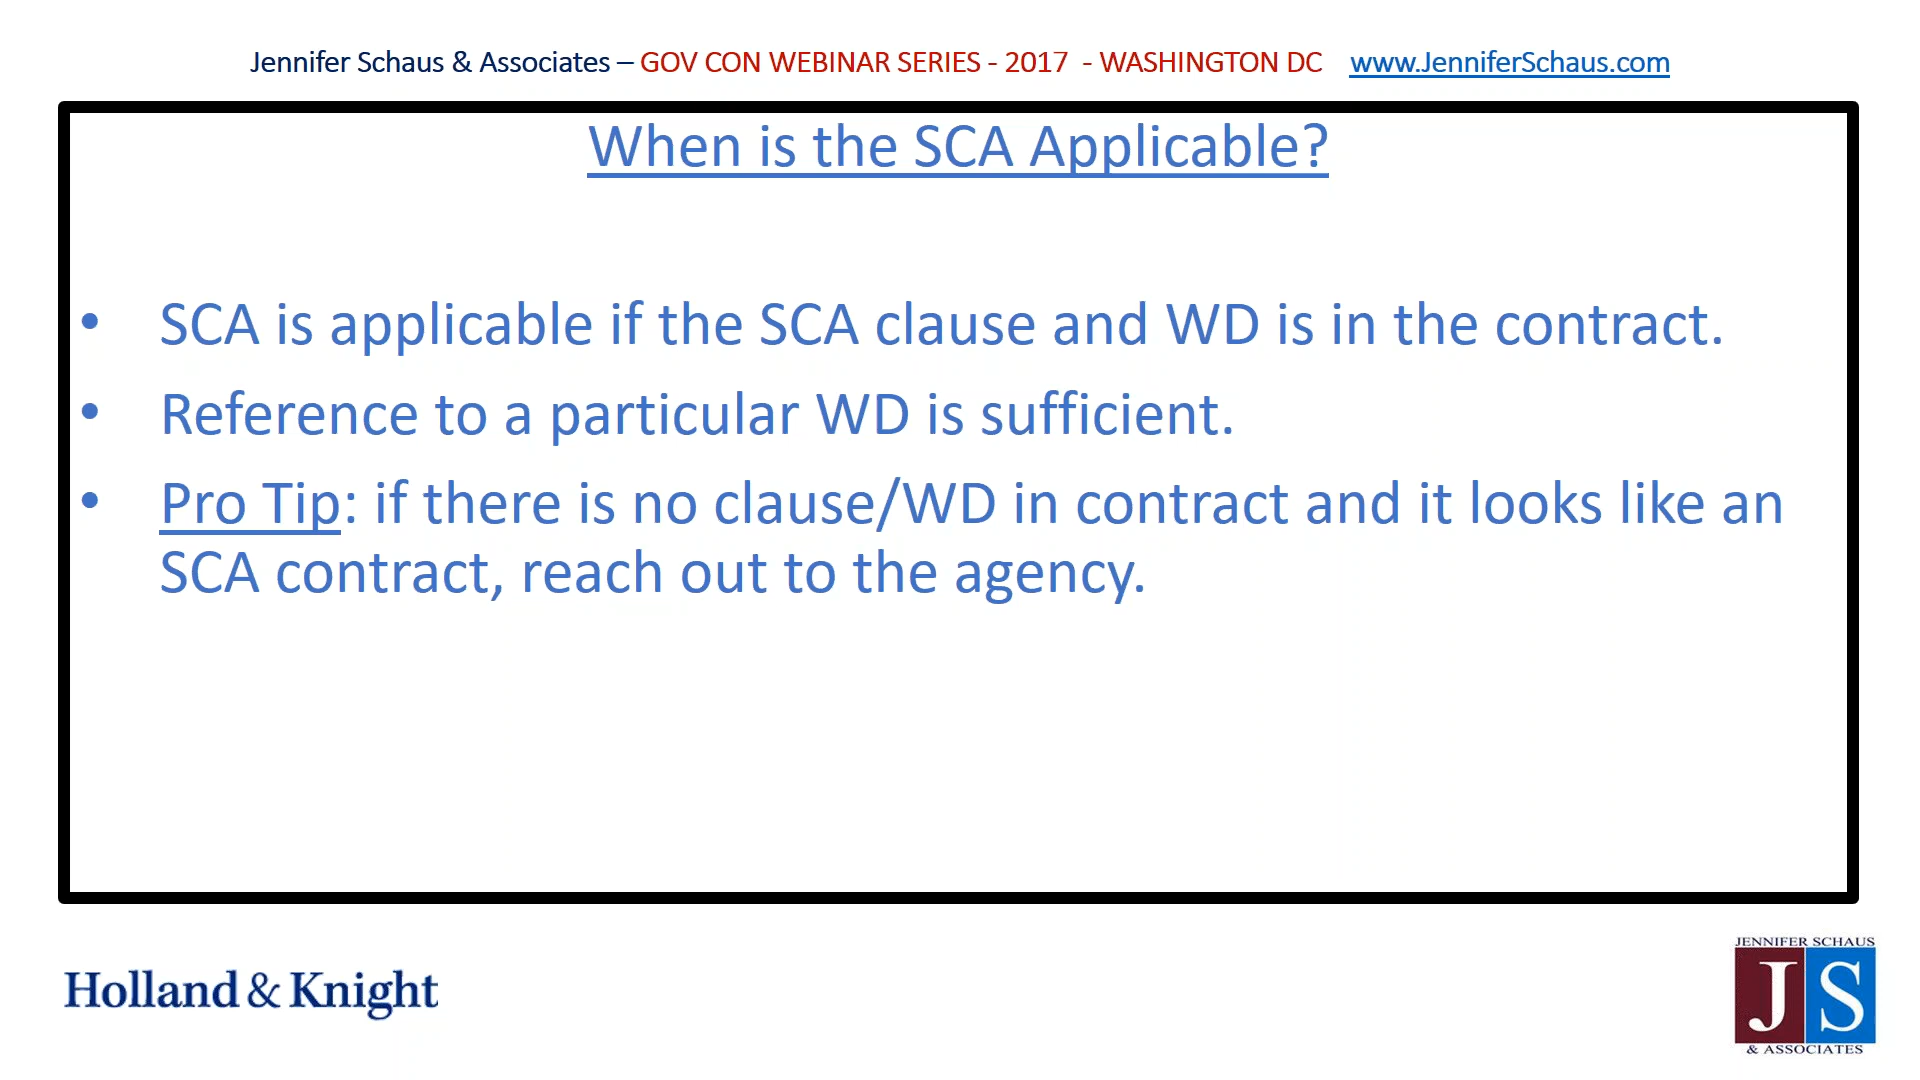 Jennifer Schaus & Associates – GOV CON WEBINAR SERIES - 2017 - WASHINGTON DC www.JenniferSchaus.com
When is the SCA Applicable?
• SCA is applicable if the SCA clause and WD is in the contract.
• Reference to a particular WD is sufficient.
• Pro Tip: if there is no clause/WD in contract and it looks like an
SCA contract, reach out to the agency.
Holland & Knight
JENNIFER SCHAUS
JS
& ASSOCIATES